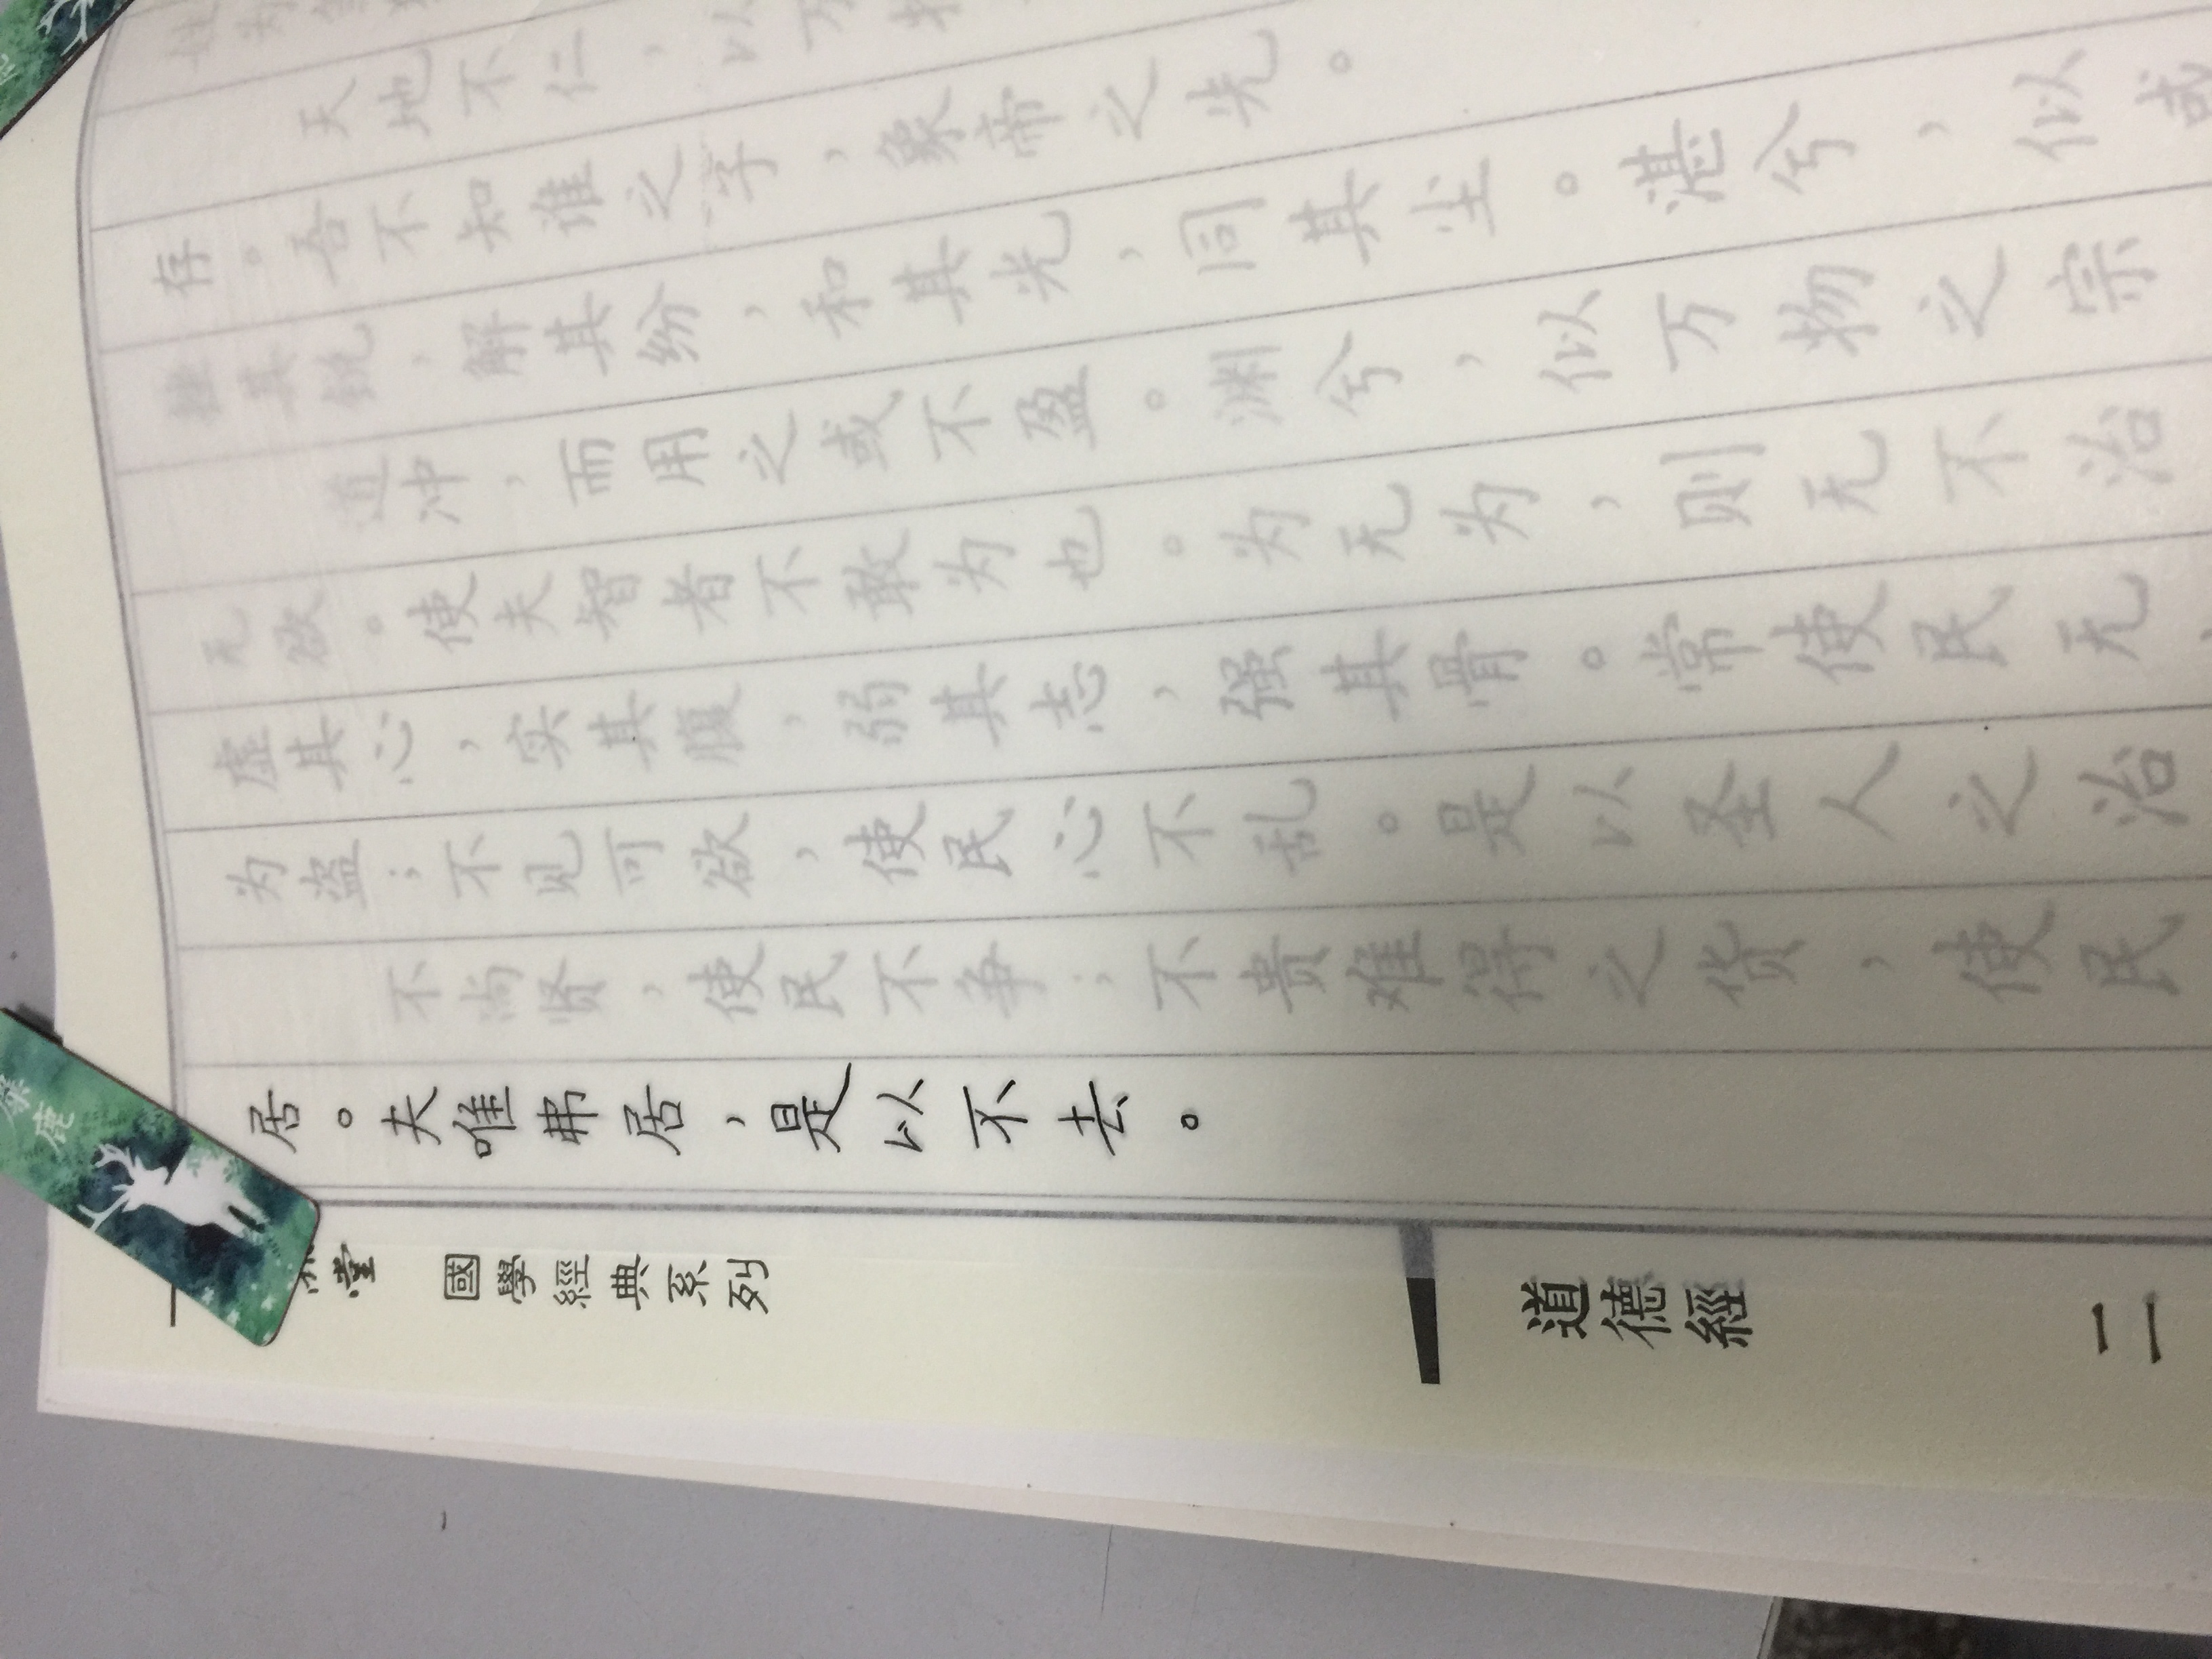 麋鹿
堂 國學經典系列
道德經
二
居。夫唯弗居，是以不去。
不尚贤，使民不争；不贵难得之货，使民
为盗；不见可欲，使民心不乱。是以圣人之治
虚其心，实其腹，弱其志，强其骨。常使民无
无欲。使夫智者不敢为也。为无为，则无不治
道冲，而用之或不盈。渊兮，似万物之宗
挫其锐，解其纷，和其光，同其尘。湛兮，似或
存。吾不知谁之子，象帝之先。
天地不仁，以万物